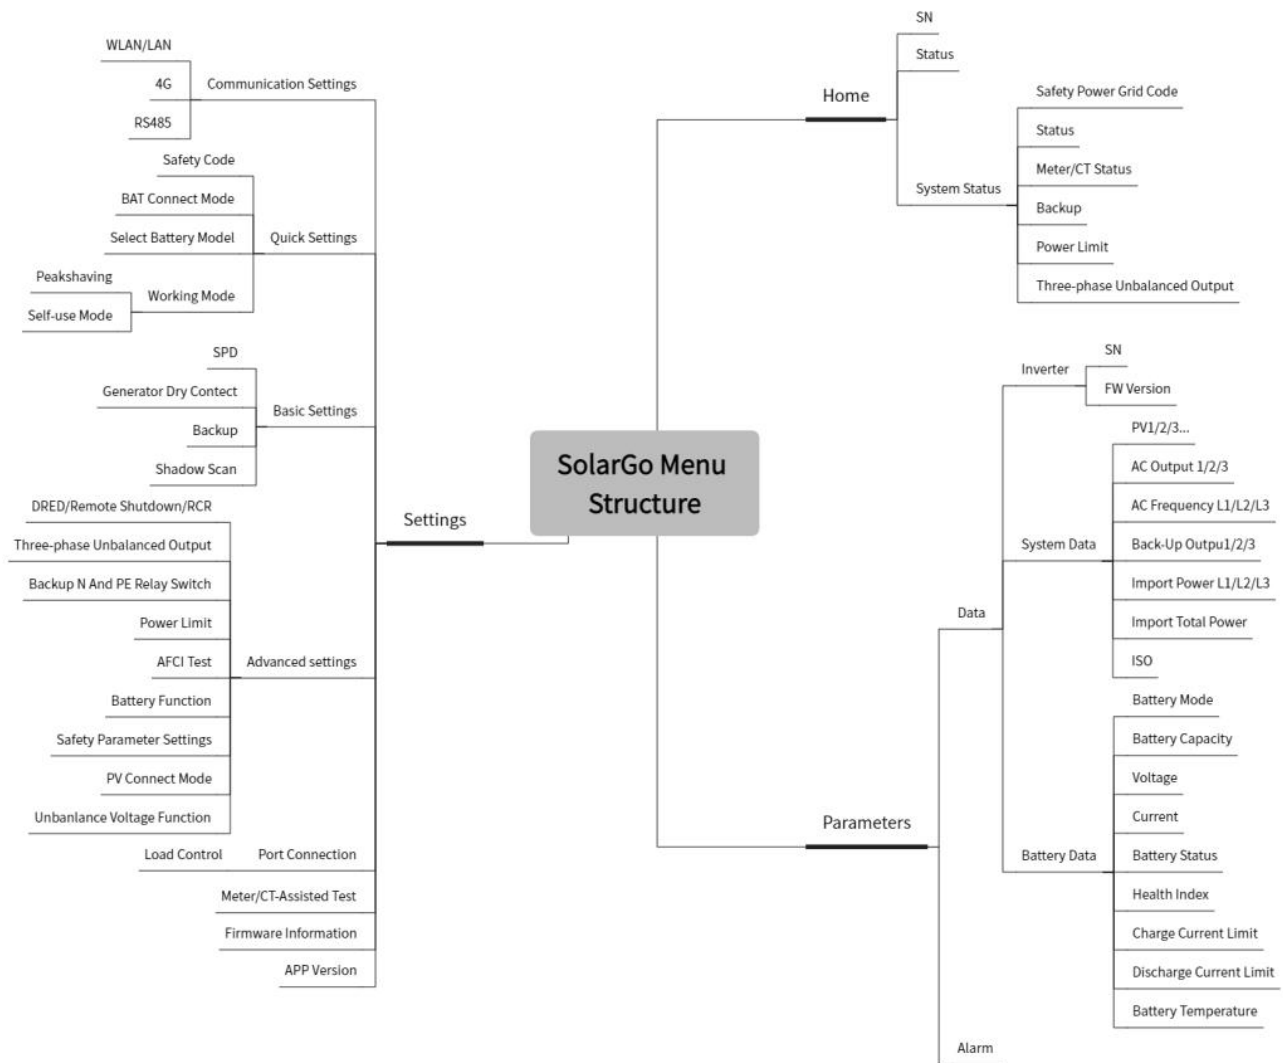 SolarGo Menu
Structure
Home
SN
Status
System Status
Safety Power Grid Code
Status
Meter/CT Status
Backup
Power Limit
Three-phase Unbalanced Output
Parameters
Data
Inverter
SN
FW Version
System Data
PV1/2/3...
AC Output 1/2/3
AC Frequency L1/L2/L3
Back-Up Outpu1/2/3
Import Power L1/L2/L3
Import Total Power
ISO
Battery Data
Battery Mode
Battery Capacity
Voltage
Current
Battery Status
Health Index
Charge Current Limit
Discharge Current Limit
Battery Temperature
Alarm
Settings
Communication Settings
WLAN/LAN
4G
RS485
Quick Settings
Safety Code
BAT Connect Mode
Select Battery Model
Working Mode
Peakshaving
Self-use Mode
Basic Settings
SPD
Generator Dry Contect
Backup
Shadow Scan
Advanced settings
DRED/Remote Shutdown/RCR
Three-phase Unbalanced Output
Backup N And PE Relay Switch
Power Limit
AFCI Test
Battery Function
Safety Parameter Settings
PV Connect Mode
Unbanlance Voltage Function
Port Connection
Load Control
Meter/CT-Assisted Test
Firmware Information
APP Version